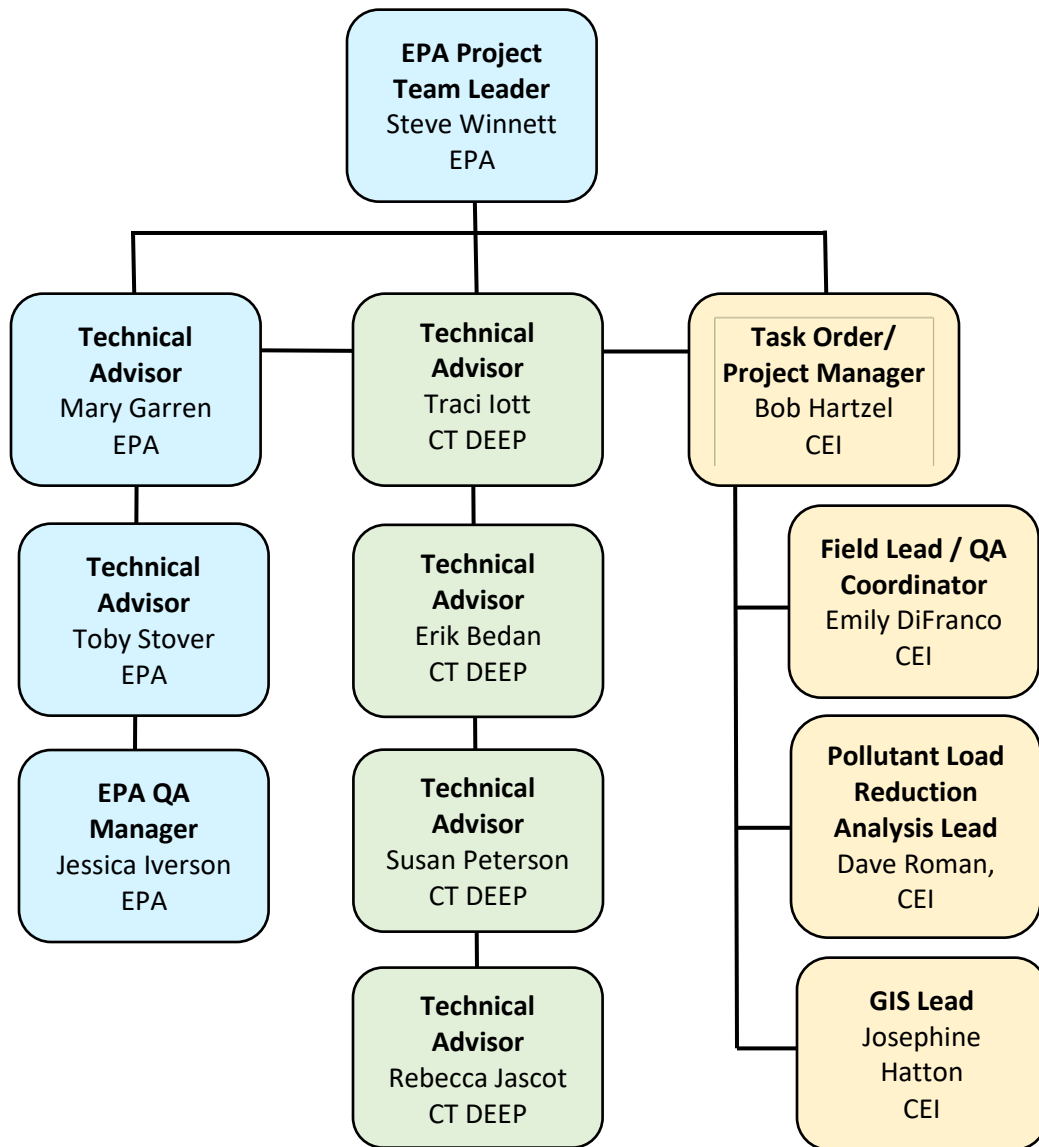 EPA Project
Team Leader
Steve Winnett
EPA
Technical
Advisor
Mary Garren
EPA
Technical
Advisor
Traci Iott
CT DEEP
Task Order/
Project Manager
Bob Hartzel
CEI
Technical
Advisor
Toby Stover
EPA
Technical
Advisor
Erik Bedan
CT DEEP
Field Lead / QA
Coordinator
Emily DiFranco
CEI
EPA QA
Manager
Jessica Iverson
EPA
Technical
Advisor
Susan Peterson
CT DEEP
Pollutant Load
Reduction
Analysis Lead
Dave Roman,
CEI
Technical
Advisor
Rebecca Jascot
CT DEEP
GIS Lead
Josephine
Hatton
CEI